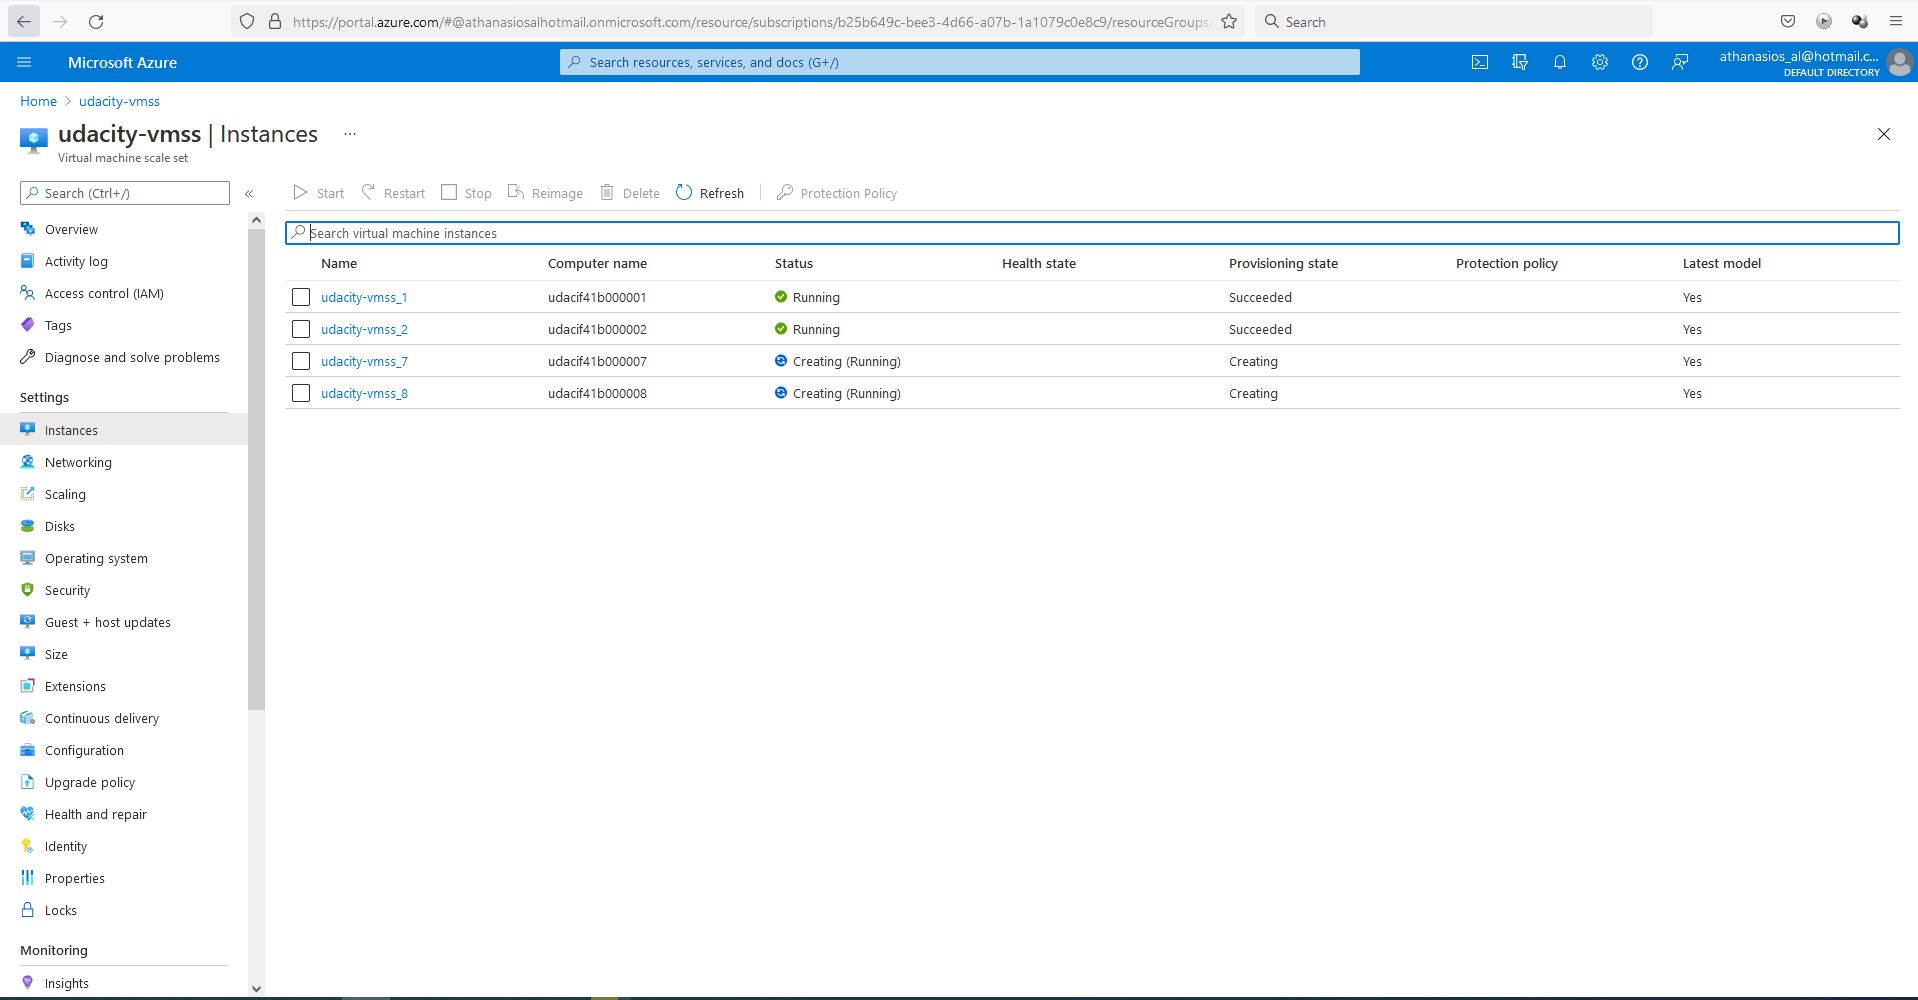 https://portal.azure.com/#@athanasiosalhotmail.onmicrosoft.com/resource/subscriptions/b25b649c-bee3-4d66-a07b-1a1079c0e8c9/resourceGroups/
Search
Microsoft Azure
Search resources, services, and docs (G+/)
athanasios_al@hotmail.c...
DEFAULT DIRECTORY
Home > udacity-vmss
udacity-vmss | Instances ...
Virtual machine scale set
Search (Ctrl+/)
«
Start Restart Stop Reimage Delete Refresh Protection Policy
Search virtual machine instances
Name Computer name Status Health state Provisioning state Protection policy Latest model
udacity-vmss_1 udacif41b000001 Running Succeeded Yes
udacity-vmss_2 udacif41b000002 Running Succeeded Yes
udacity-vmss_7 udacif41b000007 Creating (Running) Creating Yes
udacity-vmss_8 udacif41b000008 Creating (Running) Creating Yes
Overview
Activity log
Access control (IAM)
Tags
Diagnose and solve problems
Settings
Instances
Networking
Scaling
Disks
Operating system
Security
Guest + host updates
Size
Extensions
Continuous delivery
Configuration
Upgrade policy
Health and repair
Identity
Properties
Locks
Monitoring
Insights